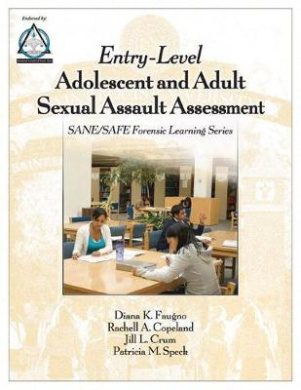 Endorsed by:
Entry-Level
Adolescent and Adult
Sexual Assault Assessment
SANE/SAFE Forensic Learning Series
Diana K. Faugno
Rachell A. Copeland
Jill L. Crum
Patricia M. Speck